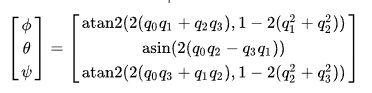 ϕ atan2(2(q₀q₁ + q₂q₃), 1 − 2(q₁² + q₂²))
θ = asin(2(q₀q₂ − q₃q₁))
ψ atan2(2(q₀q₃ + q₁q₂), 1 − 2(q₂² + q₃²))